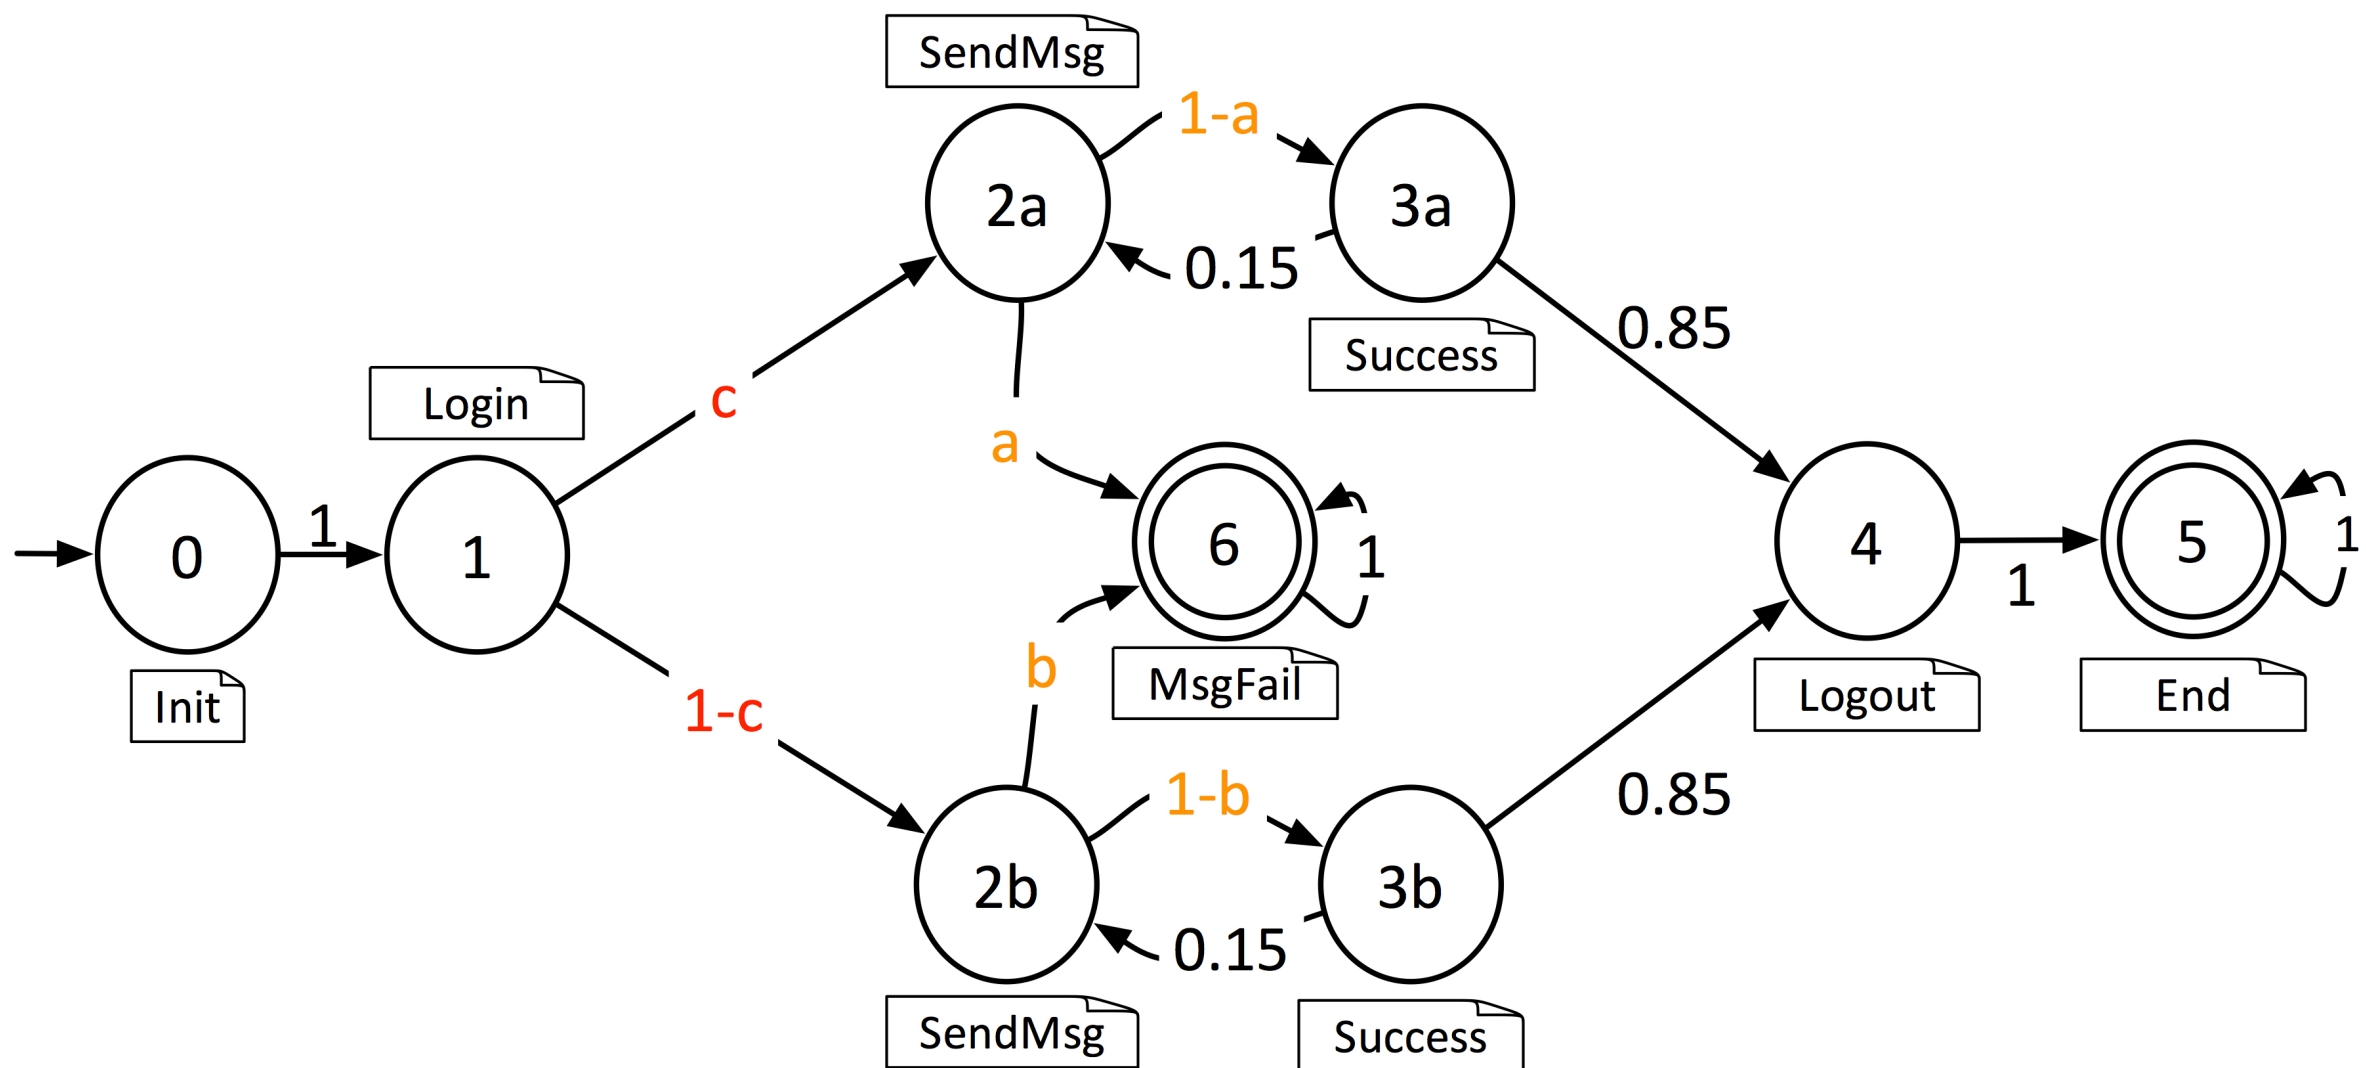 SendMsg
1-a
2a
3a
0.15
0.85
Success
Login
c
a
0
1
1
6
1
4
1
5
1
Init
1-c
b
MsgFail
Logout
End
1-b
0.85
2b
3b
0.15
SendMsg
Success